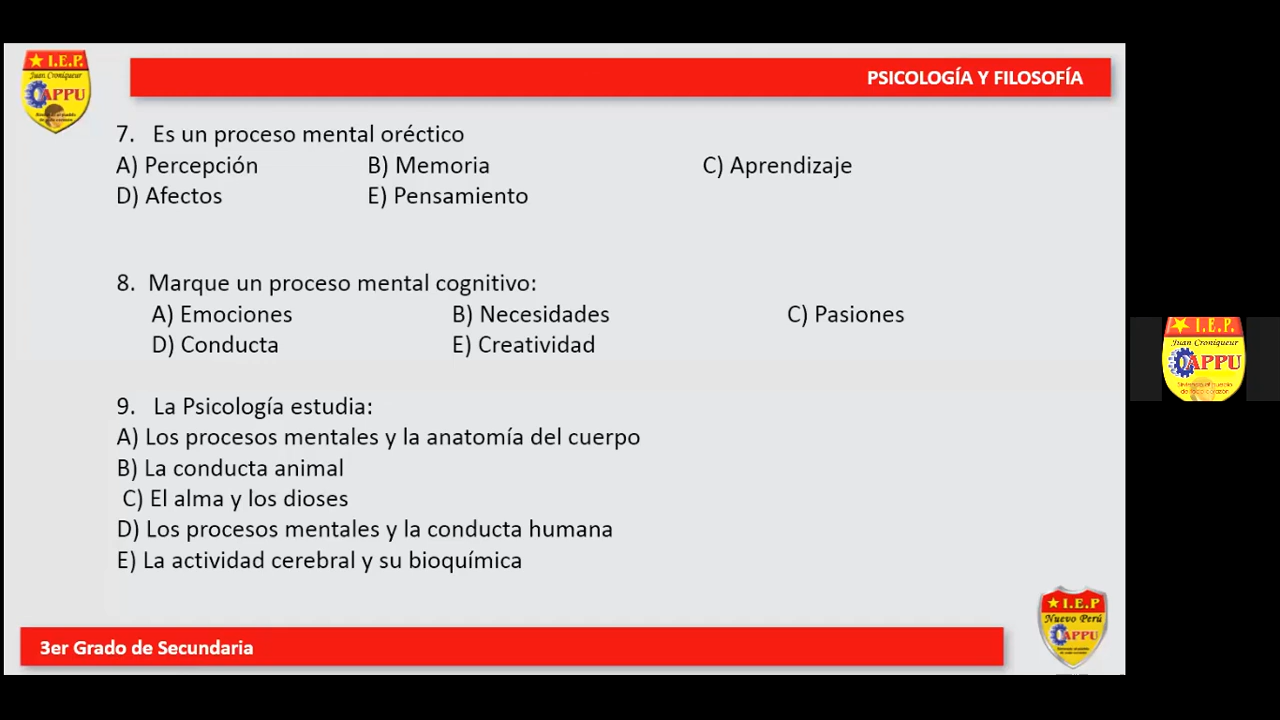 I.E.P.
Juan Croniqueur
APPU
PSICOLOGÍA Y FILOSOFÍA
7. Es un proceso mental oréctico
A) Percepción B) Memoria C) Aprendizaje
D) Afectos E) Pensamiento
8. Marque un proceso mental cognitivo:
A) Emociones B) Necesidades C) Pasiones
D) Conducta E) Creatividad
9. La Psicología estudia:
A) Los procesos mentales y la anatomía del cuerpo
B) La conducta animal
C) El alma y los dioses
D) Los procesos mentales y la conducta humana
E) La actividad cerebral y su bioquímica
I.E.P.
Juan Croniqueur
APPU
I.E.P
Nuevo Perú
APPU
3er Grado de Secundaria